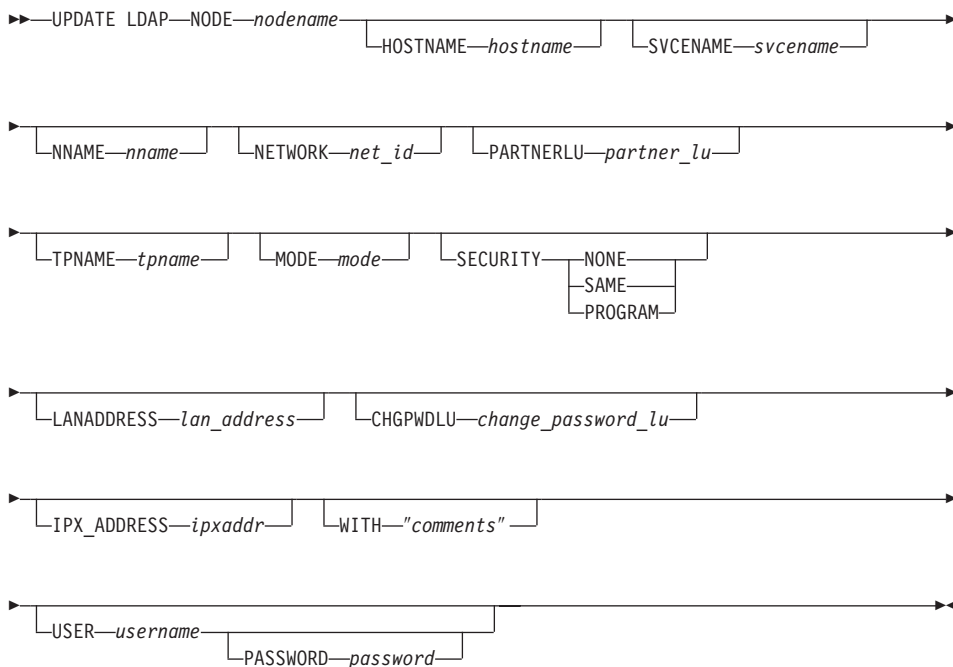 UPDATE LDAP NODE nodename
HOSTNAME hostname SVCENAME svcename
NNAME nname NETWORK net_id PARTNERLU partner_lu
TPNAME tpname MODE mode SECURITY NONE
SAME
PROGRAM
LANADDRESS lan_address CHGPWDLU change_password_lu
IPX_ADDRESS ipxaddr WITH "comments"
USER username
PASSWORD password